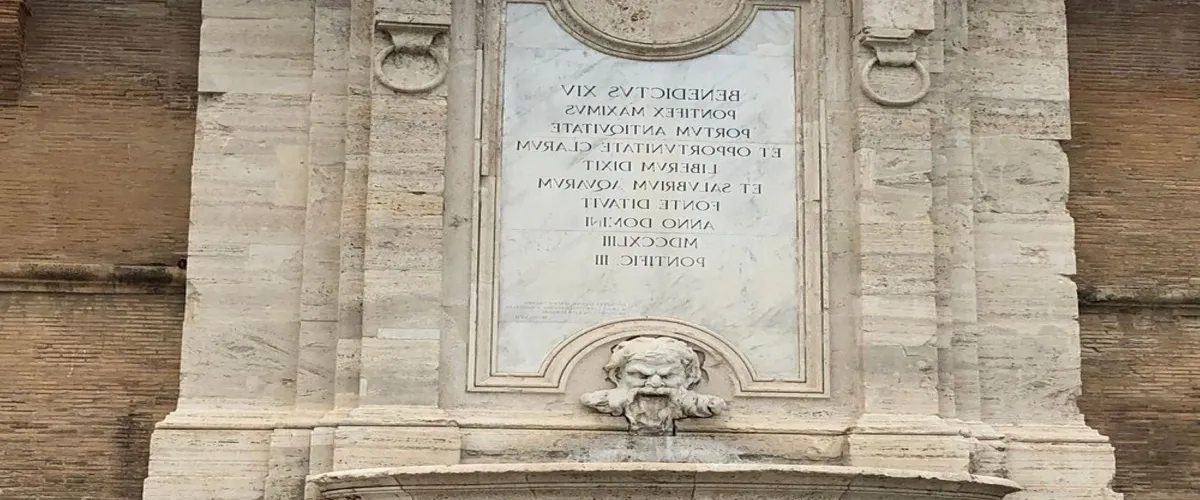 BENEDICTVS XIV
PONTIFEX MAXIMVS
PORTVM ANTIQVITATE
ET OPPORTVNITATE CLARVM
LIBERVM DIXIT
ET SALVBRIVM AQVARVM
FONTE DITAVIT
ANNO DOMINI
MDCCXLIII
PONTIFIC. III